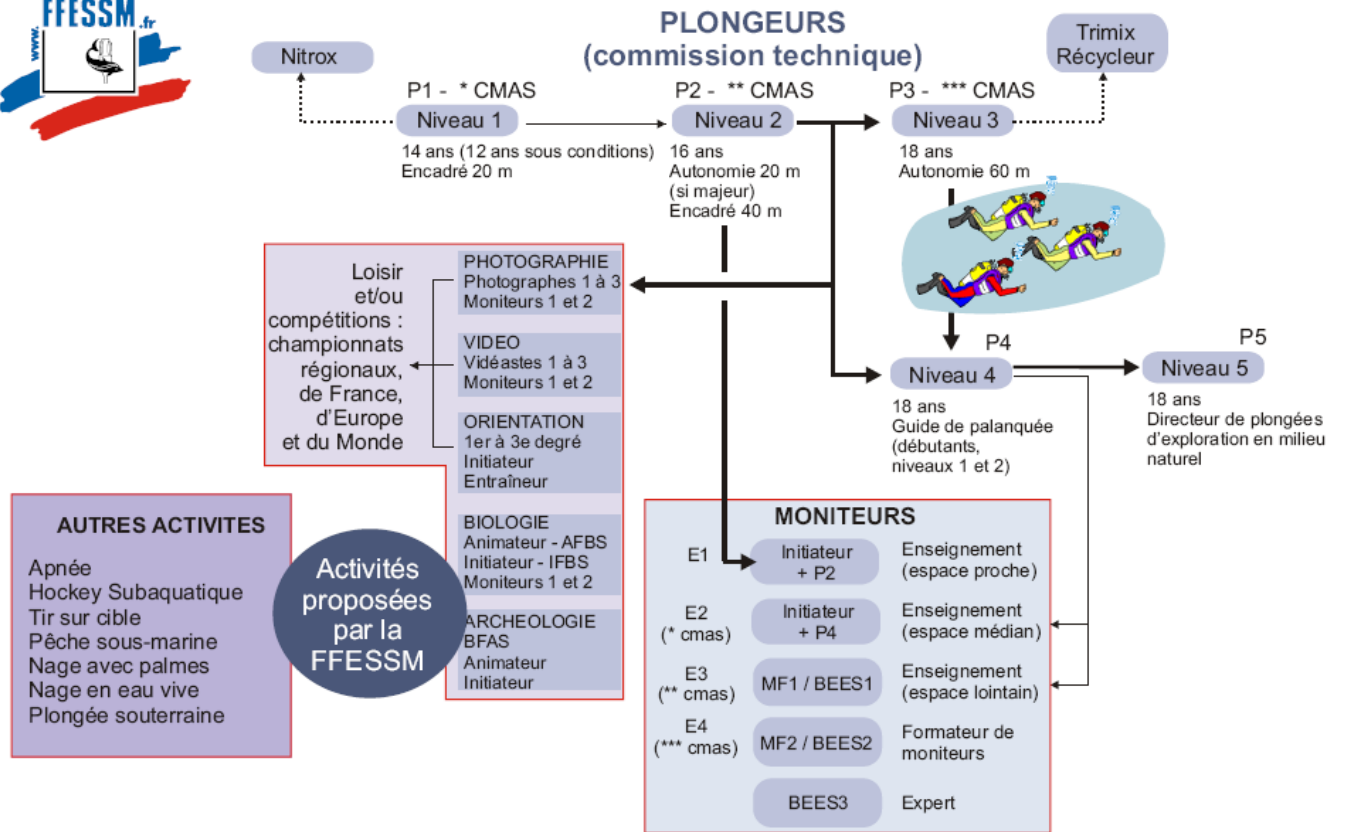 www.
FFESSM
.fr
PLONGEURS
(commission technique)
Nitrox
Trimix
Récycleur
P1 - * CMAS
Niveau 1
14 ans (12 ans sous conditions)
Encadré 20 m
P2 - ** CMAS
Niveau 2
16 ans
Autonomie 20 m
(si majeur)
Encadré 40 m
P3 - *** CMAS
Niveau 3
18 ans
Autonomie 60 m
P4
Niveau 4
18 ans
Guide de palanquée
(débutants,
niveaux 1 et 2)
P5
Niveau 5
18 ans
Directeur de plongées
d'exploration en milieu
naturel
Loisir
et/ou
compétitions :
championnats
régionaux,
de France,
d'Europe
et du Monde
PHOTOGRAPHIE
Photographes 1 à 3
Moniteurs 1 et 2
VIDEO
Vidéastes 1 à 3
Moniteurs 1 et 2
ORIENTATION
1er à 3e degré
Initiateur
Entraîneur
BIOLOGIE
Animateur - AFBS
Initiateur - IFBS
Moniteurs 1 et 2
ARCHEOLOGIE
BFAS
Animateur
Initiateur
AUTRES ACTIVITES
Apnée
Hockey Subaquatique
Tir sur cible
Pêche sous-marine
Nage avec palmes
Nage en eau vive
Plongée souterraine
Activités
proposées
par la
FFESSM
MONITEURS
E1
Initiateur
+ P2
Enseignement
(espace proche)
E2
(* cmas)
Initiateur
+ P4
Enseignement
(espace médian)
E3
(** cmas)
MF1 / BEES1
Enseignement
(espace lointain)
E4
(*** cmas)
MF2 / BEES2
Formateur de
moniteurs
BEES3
Expert